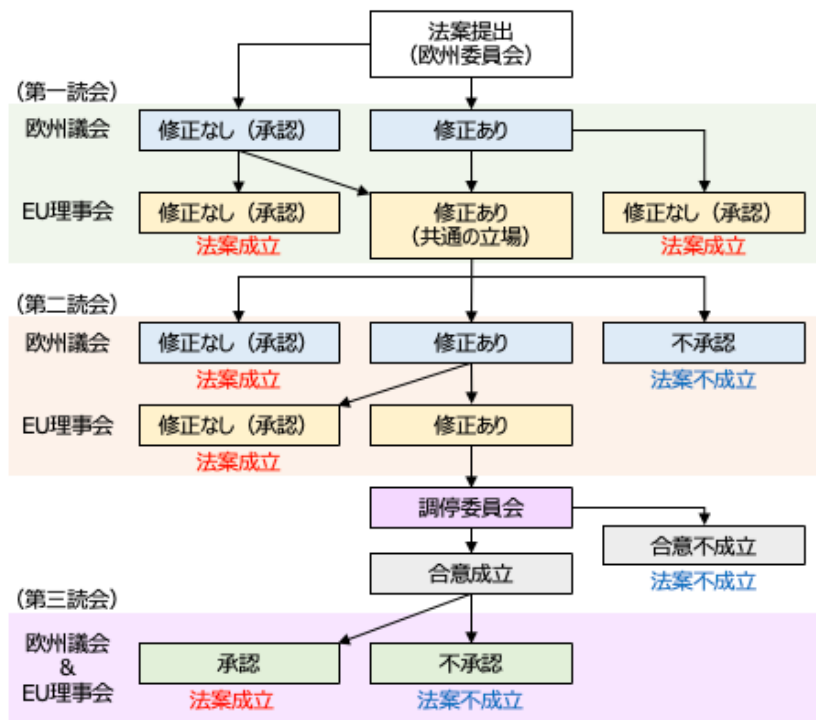 法案提出
（欧州委員会）
（第一読会）
欧州議会
修正なし（承認）
修正あり
EU理事会
修正なし（承認）
法案成立
修正あり
（共通の立場）
修正なし（承認）
法案成立
（第二読会）
欧州議会
修正なし（承認）
法案成立
修正あり
不承認
法案不成立
EU理事会
修正なし（承認）
法案成立
修正あり
調停委員会
合意不成立
法案不成立
合意成立
（第三読会）
欧州議会
&
EU理事会
承認
法案成立
不承認
法案不成立